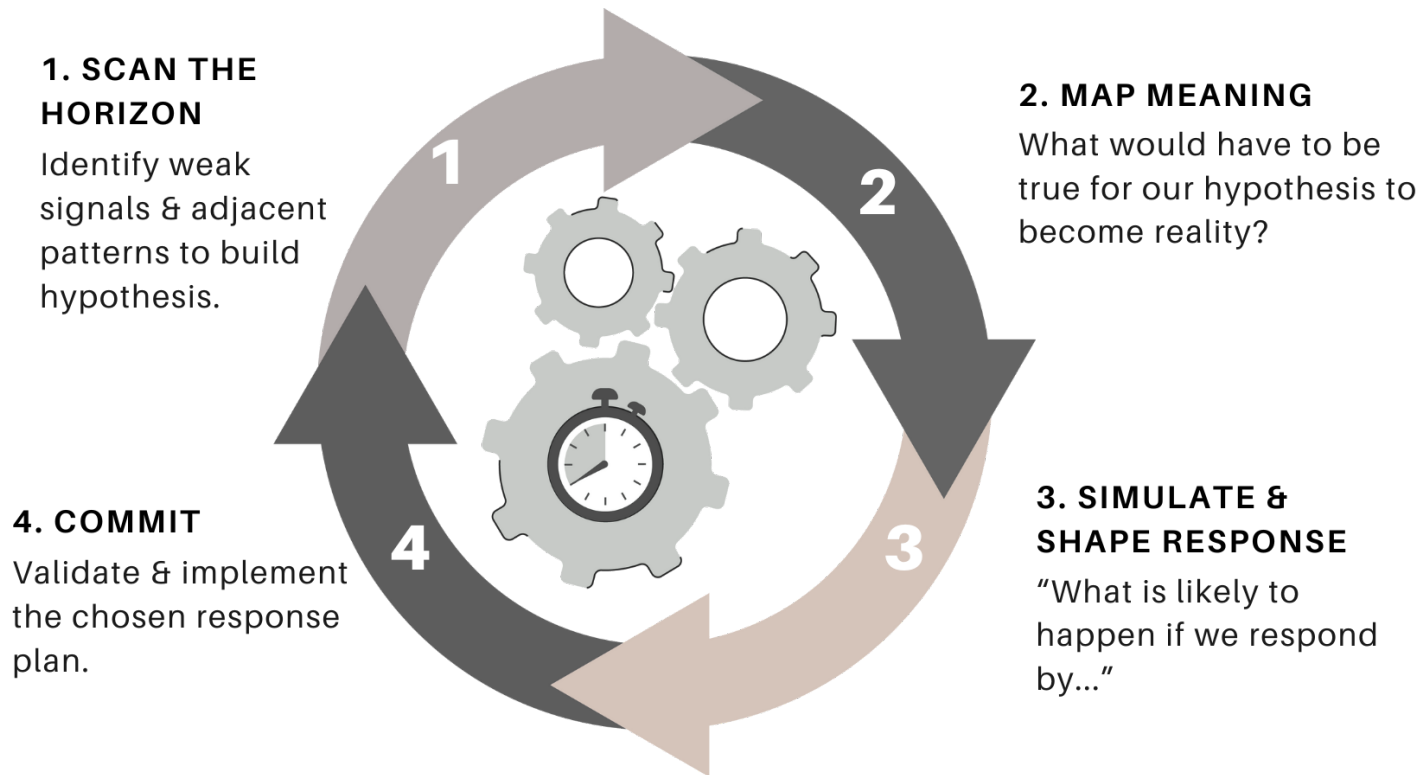 1. SCAN THE
HORIZON
Identify weak
signals & adjacent
patterns to build
hypothesis.
1
2. MAP MEANING
What would have to be
true for our hypothesis to
become reality?
2
3. SIMULATE &
SHAPE RESPONSE
“What is likely to
happen if we respond
by...”
3
4. COMMIT
Validate & implement
the chosen response
plan.
4